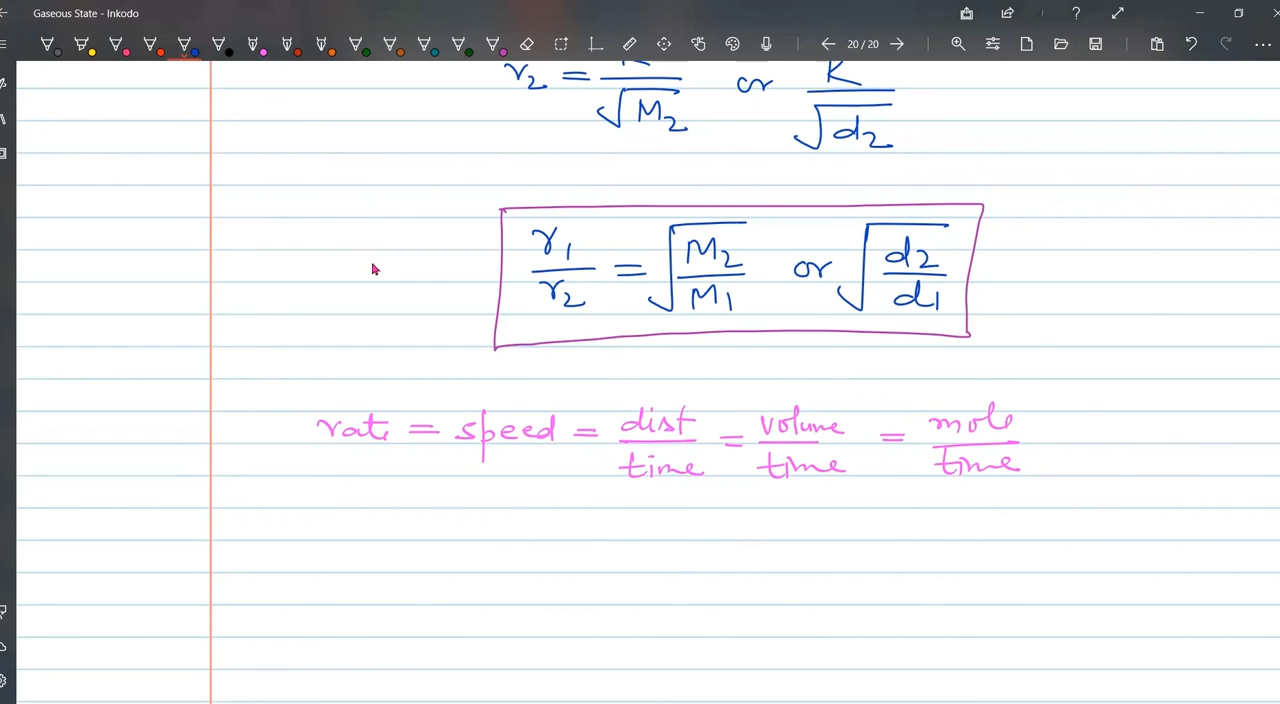 Gaseous State - Inkodo
20 / 20
r₂ = K/√M₂ or K/√d₂
r₁/r₂ = √(M₂/M₁) or √(d₂/d₁)
rate = speed = dist/time = volume/time = mole/time